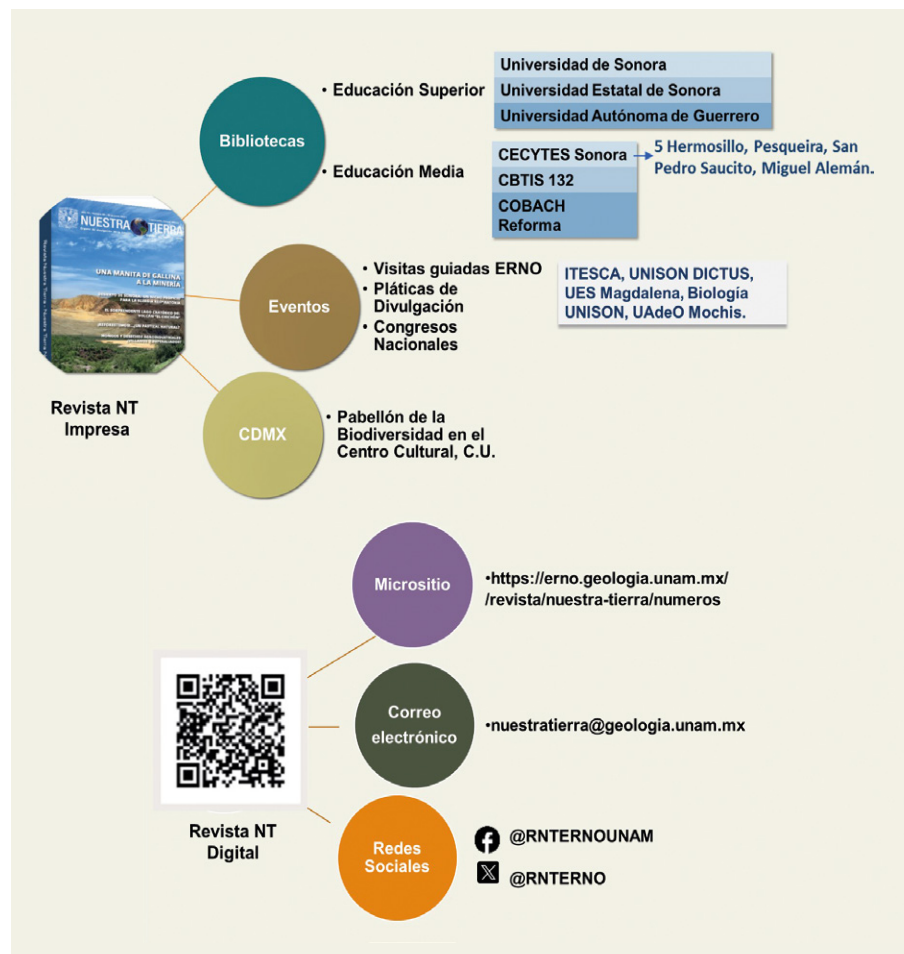 Bibliotecas
• Educación Superior
Universidad de Sonora
Universidad Estatal de Sonora
Universidad Autónoma de Guerrero
• Educación Media
CECYTES Sonora
CBTIS 132
COBACH
Reforma
5 Hermosillo, Pesqueira, San
Pedro Saucito, Miguel Alemán.
NUESTRA TIERRA
UNA MANITA DE GALLINA
A LA MINERÍA
Revista NT
Impresa
Eventos
• Visitas guiadas ERNO
• Pláticas de
Divulgación
• Congresos
Nacionales
ITESCA, UNISON DICTUS,
UES Magdalena, Biología
UNISON, UAdeO Mochis.
CDMX
• Pabellón de la
Biodiversidad en el
Centro Cultural, C.U.
Micrositio
•https://erno.geologia.unam.mx/
/revista/nuestra-tierra/numeros
Correo
electrónico
•nuestratierra@geologia.unam.mx
Revista NT
Digital
Redes
Sociales
@RNTERNOUNAM
@RNTERNO